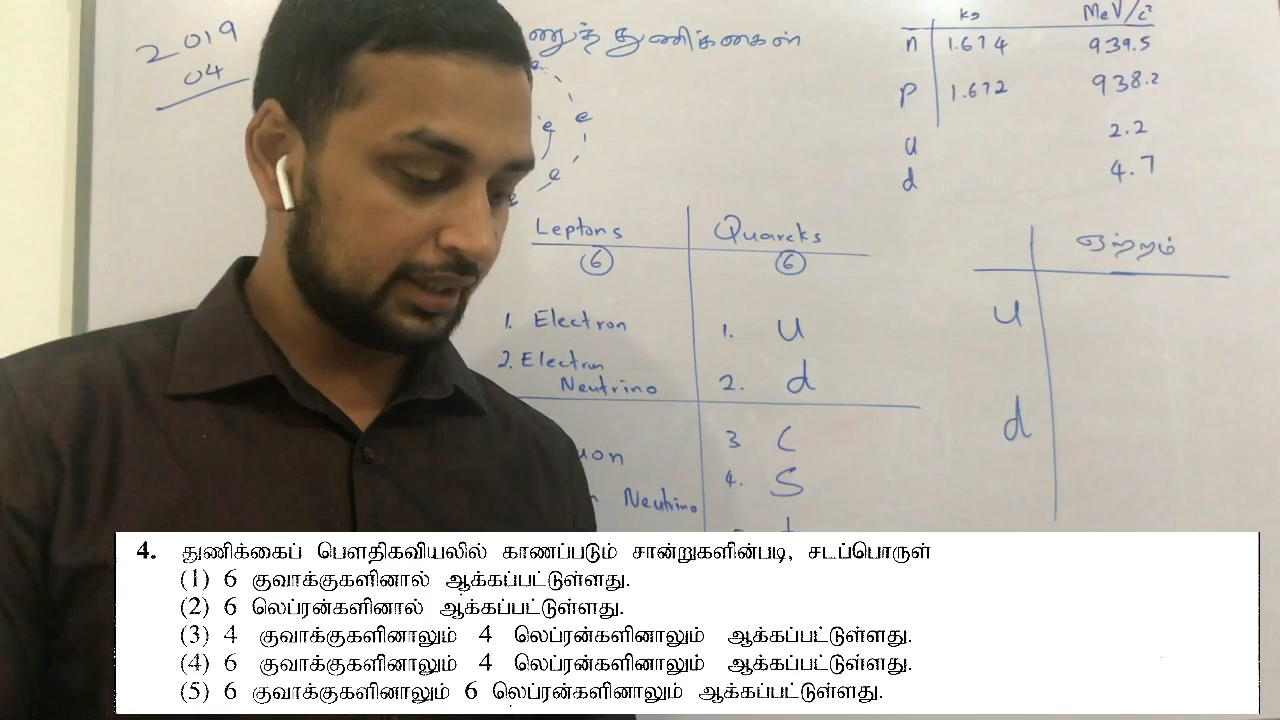 2019
04
ணுத் துணிக்கைகள்
kg MeV/c²
n 1.674 939.5
p 1.672 938.2
u 2.2
d 4.7
e
e
e
e
Leptons Quarcks
6 6
1. Electron 1. U
2. Electron
Neutrino 2. d
uon 3 C
Neutrino 4. S
ஏற்றம்
u
d
4. துணிக்கைப் பௌதிகவியலில் காணப்படும் சான்றுகளின்படி, சடப்பொருள்
(1) 6 குவாக்குகளினால் ஆக்கப்பட்டுள்ளது.
(2) 6 லெப்ரன்களினால் ஆக்கப்பட்டுள்ளது.
(3) 4 குவாக்குகளினாலும் 4 லெப்ரன்களினாலும் ஆக்கப்பட்டுள்ளது.
(4) 6 குவாக்குகளினாலும் 4 லெப்ரன்களினாலும் ஆக்கப்பட்டுள்ளது.
(5) 6 குவாக்குகளினாலும் 6 லெப்ரன்களினாலும் ஆக்கப்பட்டுள்ளது.